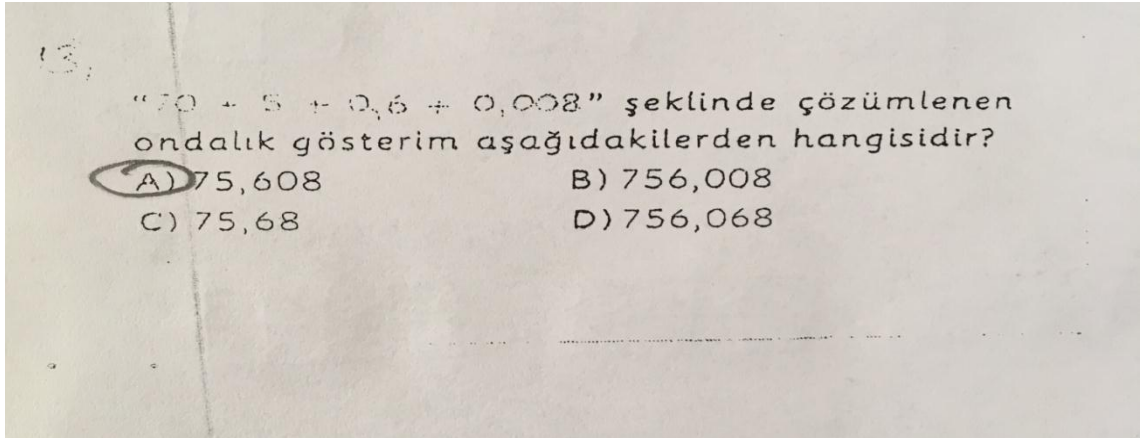 13,
"70 + 5 + 0,6 + 0,008" şeklinde çözümlenen
ondalık gösterim aşağıdakilerden hangisidir?
A) 75,608 B) 756,008
C) 75,68 D) 756,068